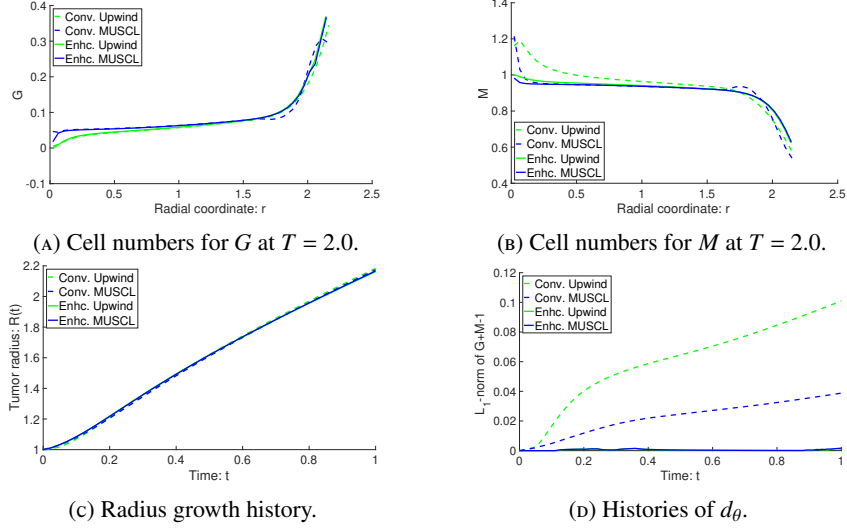 0.4
0.3
0.2
0.1
0
-0.1
G
Conv. Upwind
Conv. MUSCL
Enhc. Upwind
Enhc. MUSCL
0 0.5 1 1.5 2 2.5
Radial coordinate: r
(A) Cell numbers for G at T = 2.0.
1.4
1.2
1
0.8
0.6
0.4
M
Conv. Upwind
Conv. MUSCL
Enhc. Upwind
Enhc. MUSCL
0 0.5 1 1.5 2 2.5
Radial coordinate: r
(B) Cell numbers for M at T = 2.0.
2.2
2
1.8
1.6
1.4
1.2
1
Tumor radius: R(t)
Conv. Upwind
Conv. MUSCL
Enhc. Upwind
Enhc. MUSCL
0 0.2 0.4 0.6 0.8 1
Time: t
(C) Radius growth history.
0.12
0.1
0.08
0.06
0.04
0.02
0
L₁-norm of G+M-1
Conv. Upwind
Conv. MUSCL
Enhc. Upwind
Enhc. MUSCL
0 0.2 0.4 0.6 0.8 1
Time: t
(D) Histories of d_θ.